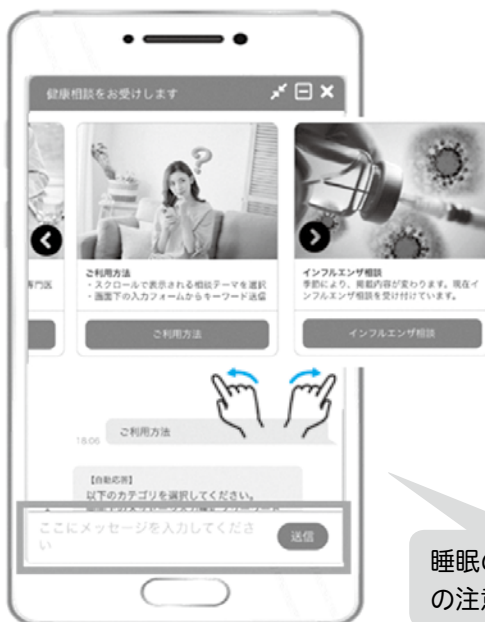 健康相談をお受けします
専門医
ご利用方法
・スクロールで表示される相談テーマを選択
・画面下の入力フォームからキーワード送信
ご利用方法
インフルエンザ相談
季節により、掲載内容が変わります。現在イ
ンフルエンザ相談を受け付けています。
インフルエンザ相談
18:06
ご利用方法
【自動応答】
以下のカテゴリを選択してください。
ここにメッセージを入力してくださ
い
送信
睡眠の
の注意